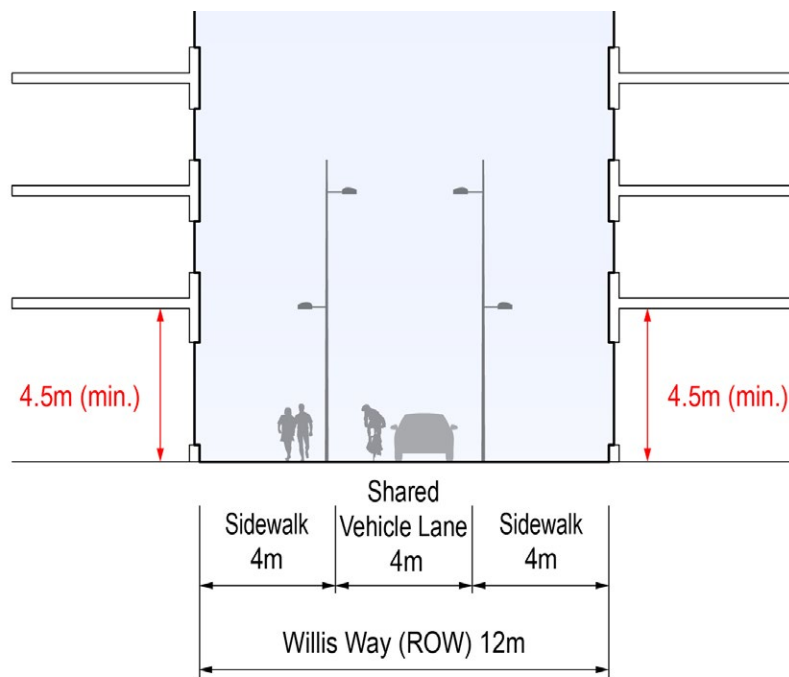 4.5m (min.)
4.5m (min.)
Sidewalk
4m
Shared
Vehicle Lane
4m
Sidewalk
4m
Willis Way (ROW) 12m